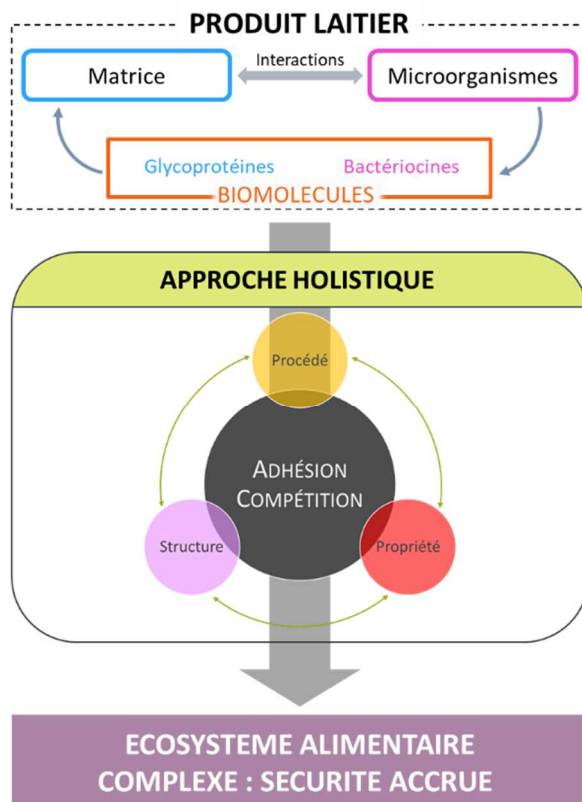 PRODUIT LAITIER
Matrice
Interactions
Microorganismes
Glycoprotéines
Bactériocines
BIOMOLECULES
APPROCHE HOLISTIQUE
Procédé
ADHÉSION
COMPÉTITION
Structure
Propriété
ECOSYSTEME ALIMENTAIRE
COMPLEXE : SECURITE ACCRUE